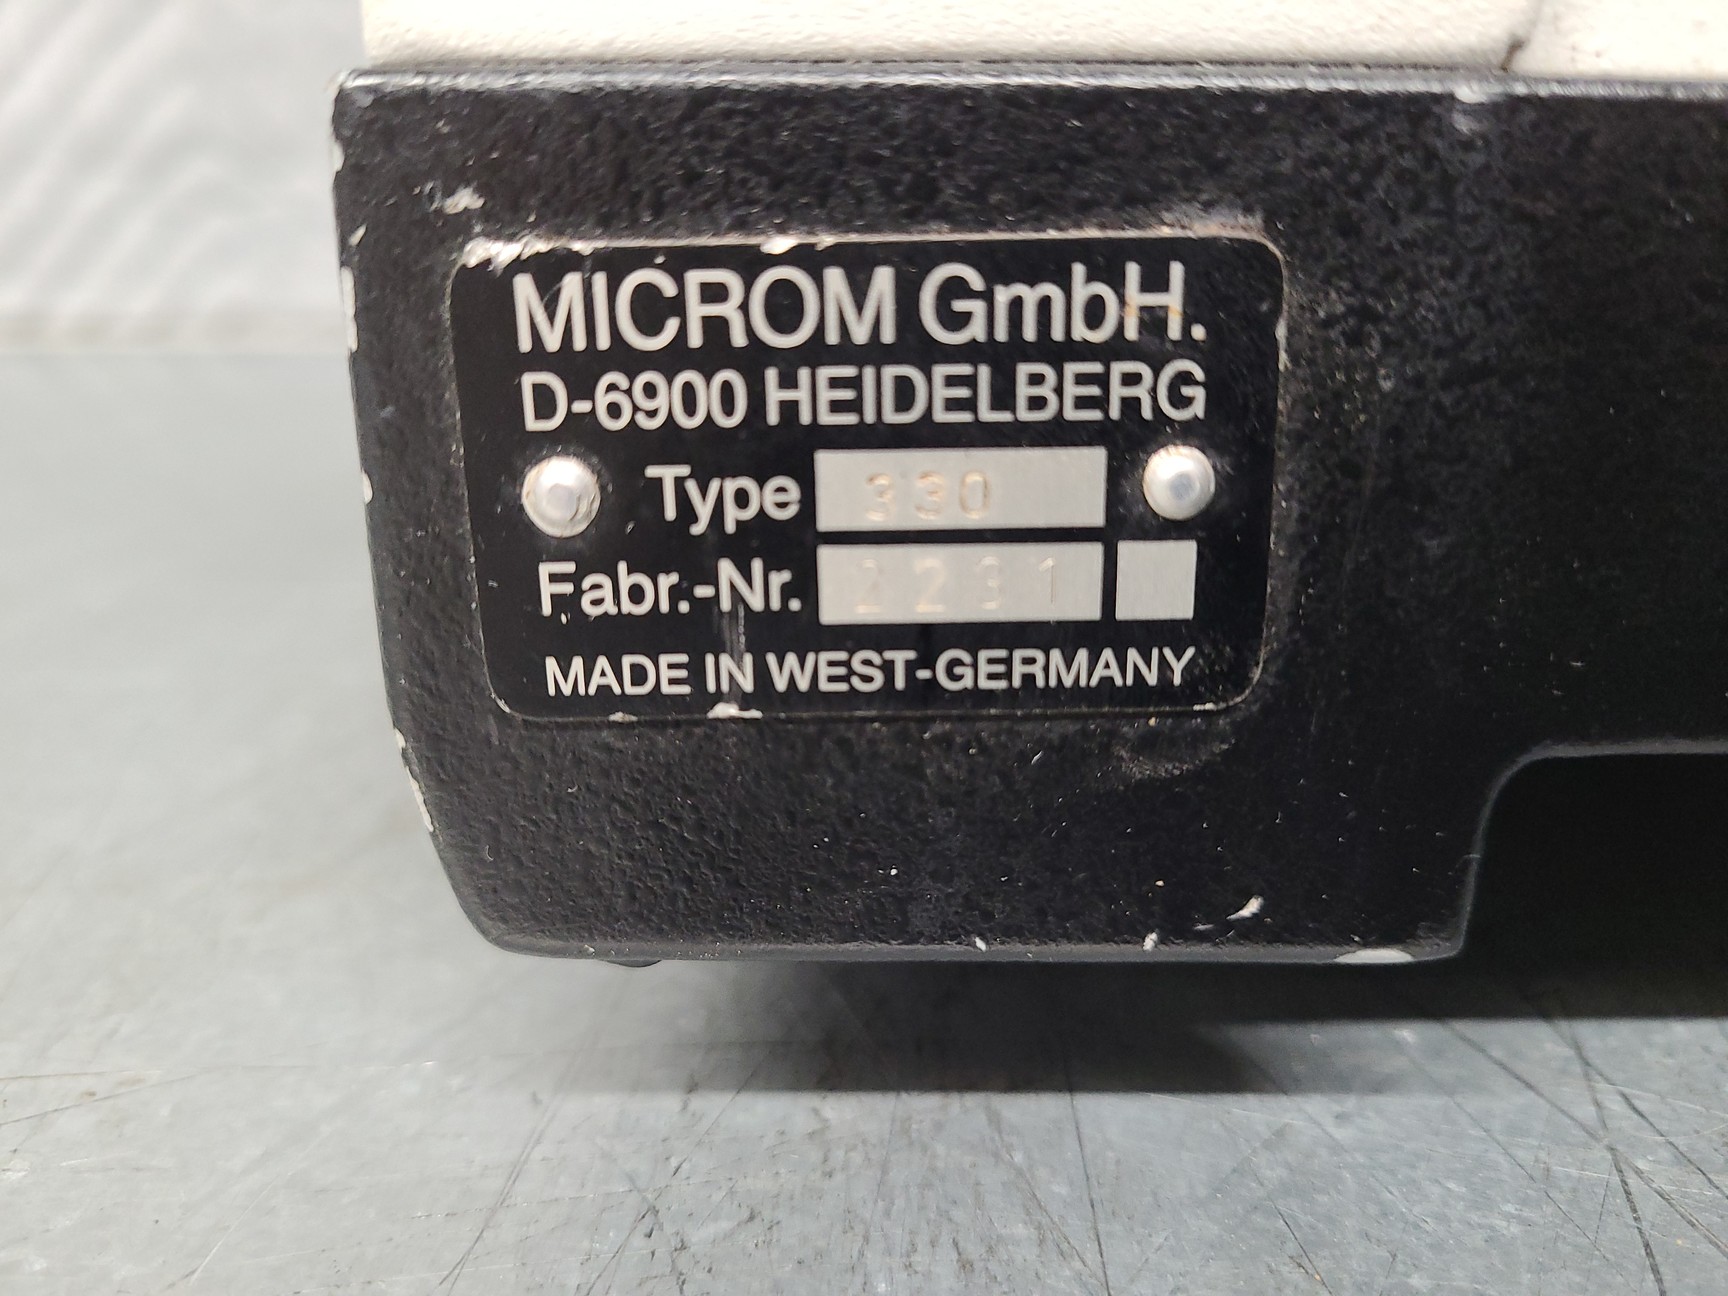 MICROM GmbH.
D-6900 HEIDELBERG
Type 330
Fabr.-Nr. 2231
MADE IN WEST-GERMANY